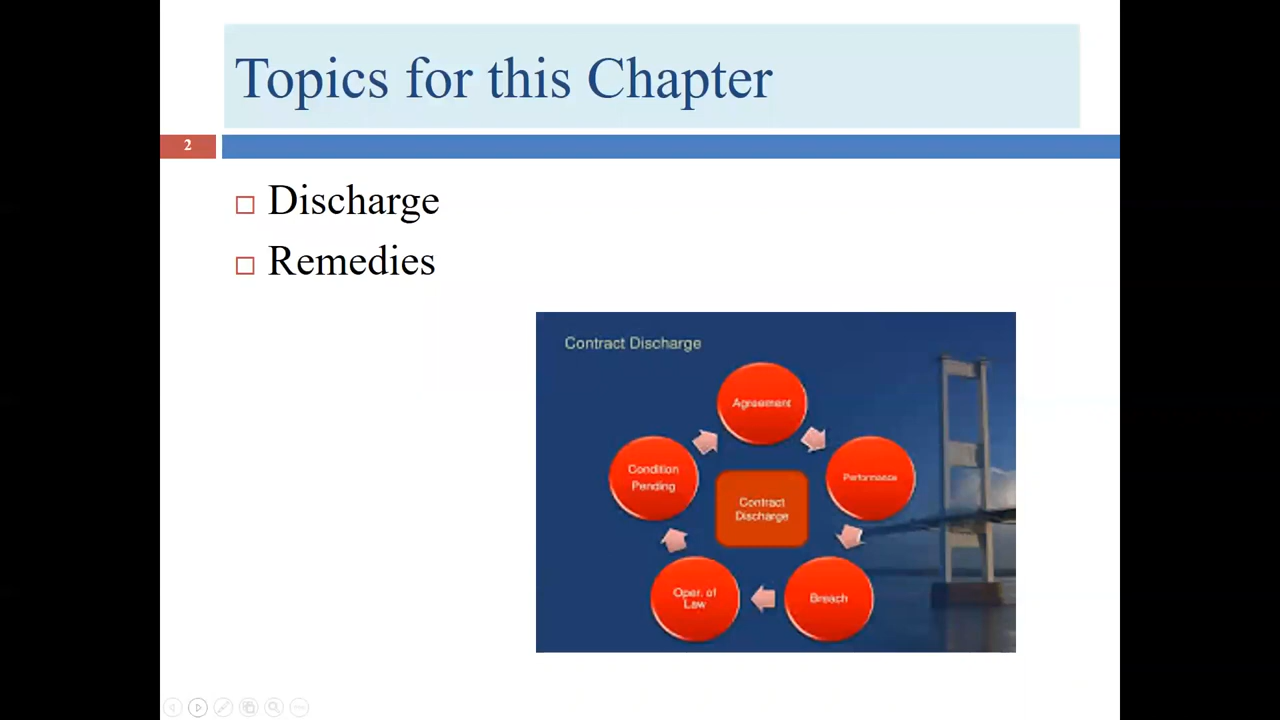 Topics for this Chapter
2
Discharge
Remedies
Contract Discharge
Agreement
Condition
Pending
Performance
Contract
Discharge
Oper. of
Law
Breach